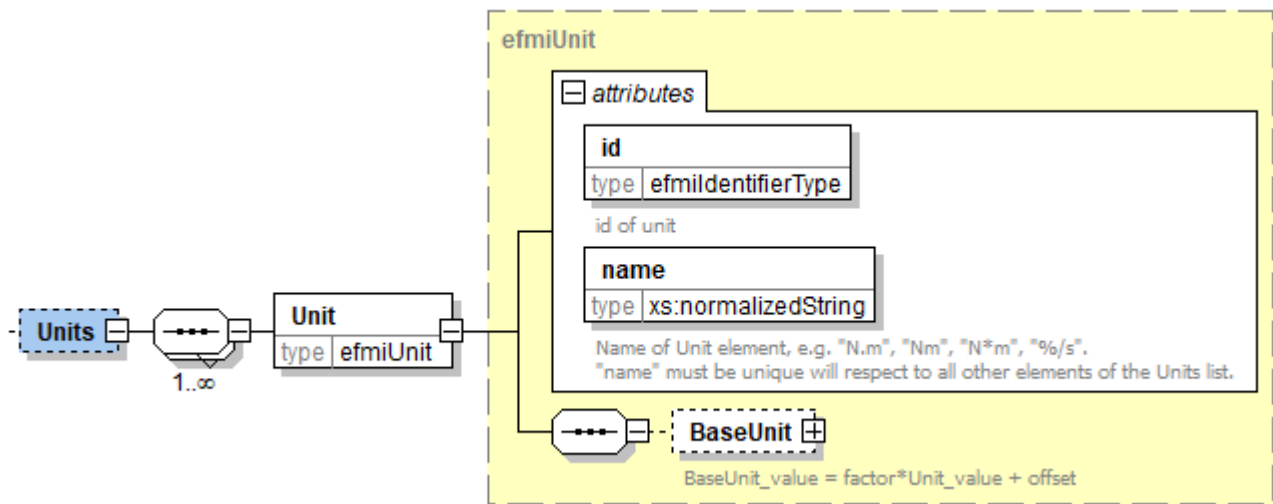 efmiUnit
attributes
id
type efmiIdentifierType
id of unit
name
type xs:normalizedString
Name of Unit element, e.g. "N.m", "Nm", "N*m", "%/s".
"name" must be unique will respect to all other elements of the Units list.
Units
1..∞
Unit
type efmiUnit
BaseUnit
BaseUnit_value = factor*Unit_value + offset